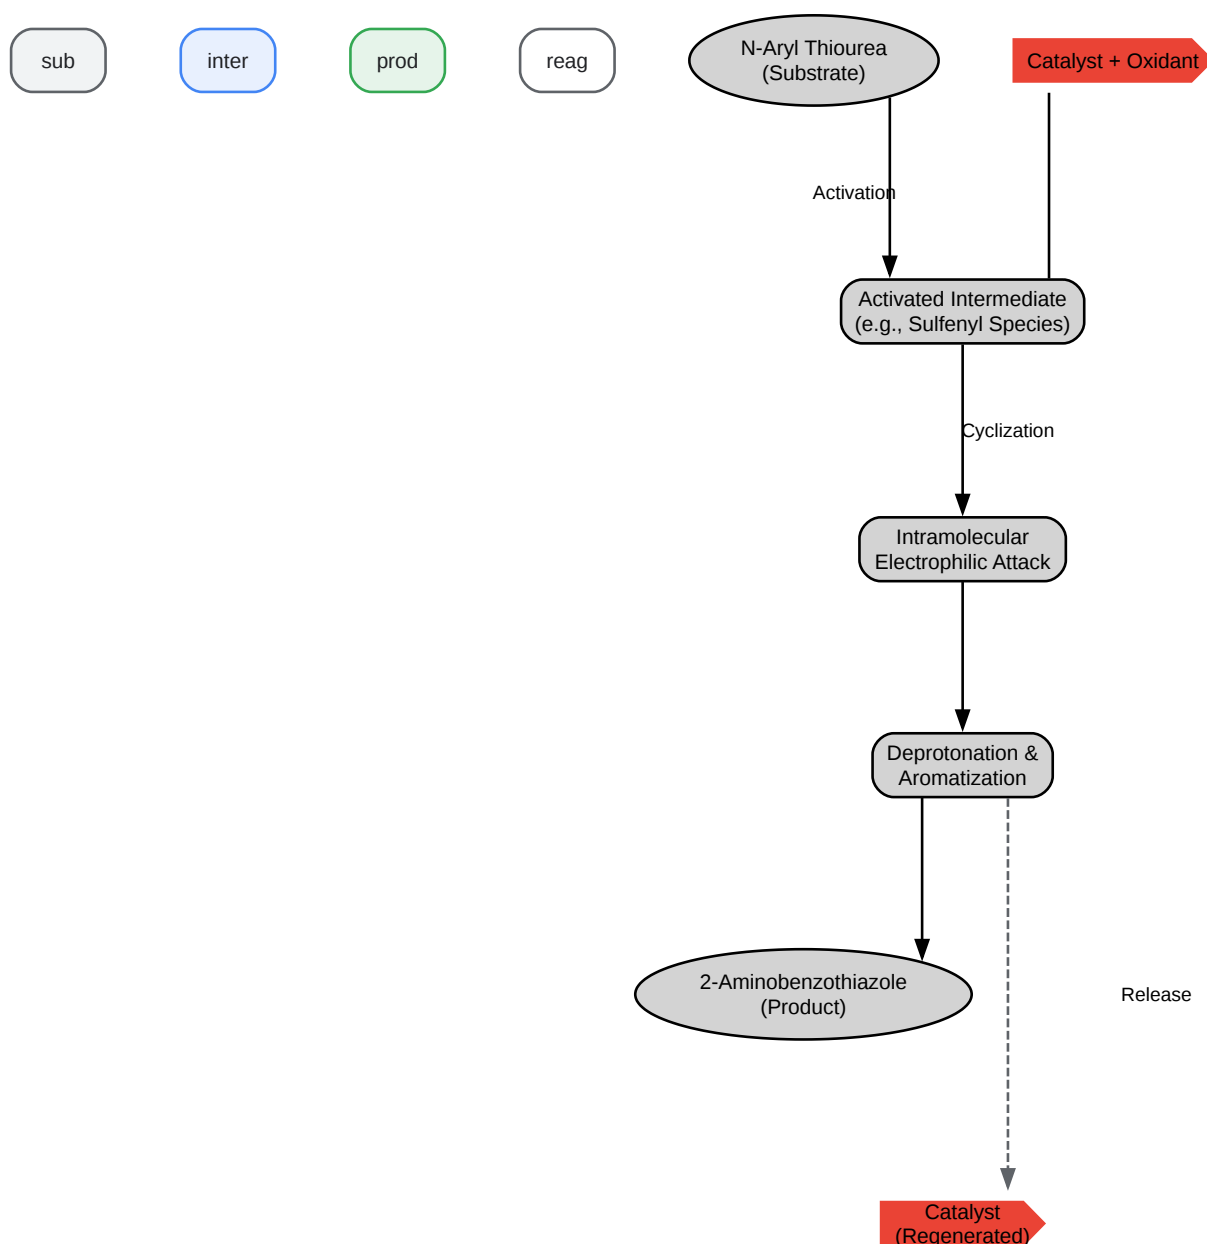 sub
inter
prod
reag
N-Aryl Thiourea
(Substrate)
Catalyst + Oxidant
Activation
Activated Intermediate
(e.g., Sulfenyl Species)
Cyclization
Intramolecular
Electrophilic Attack
Deprotonation &
Aromatization
2-Aminobenzothiazole
(Product)
Release
Catalyst
(Regenerated)